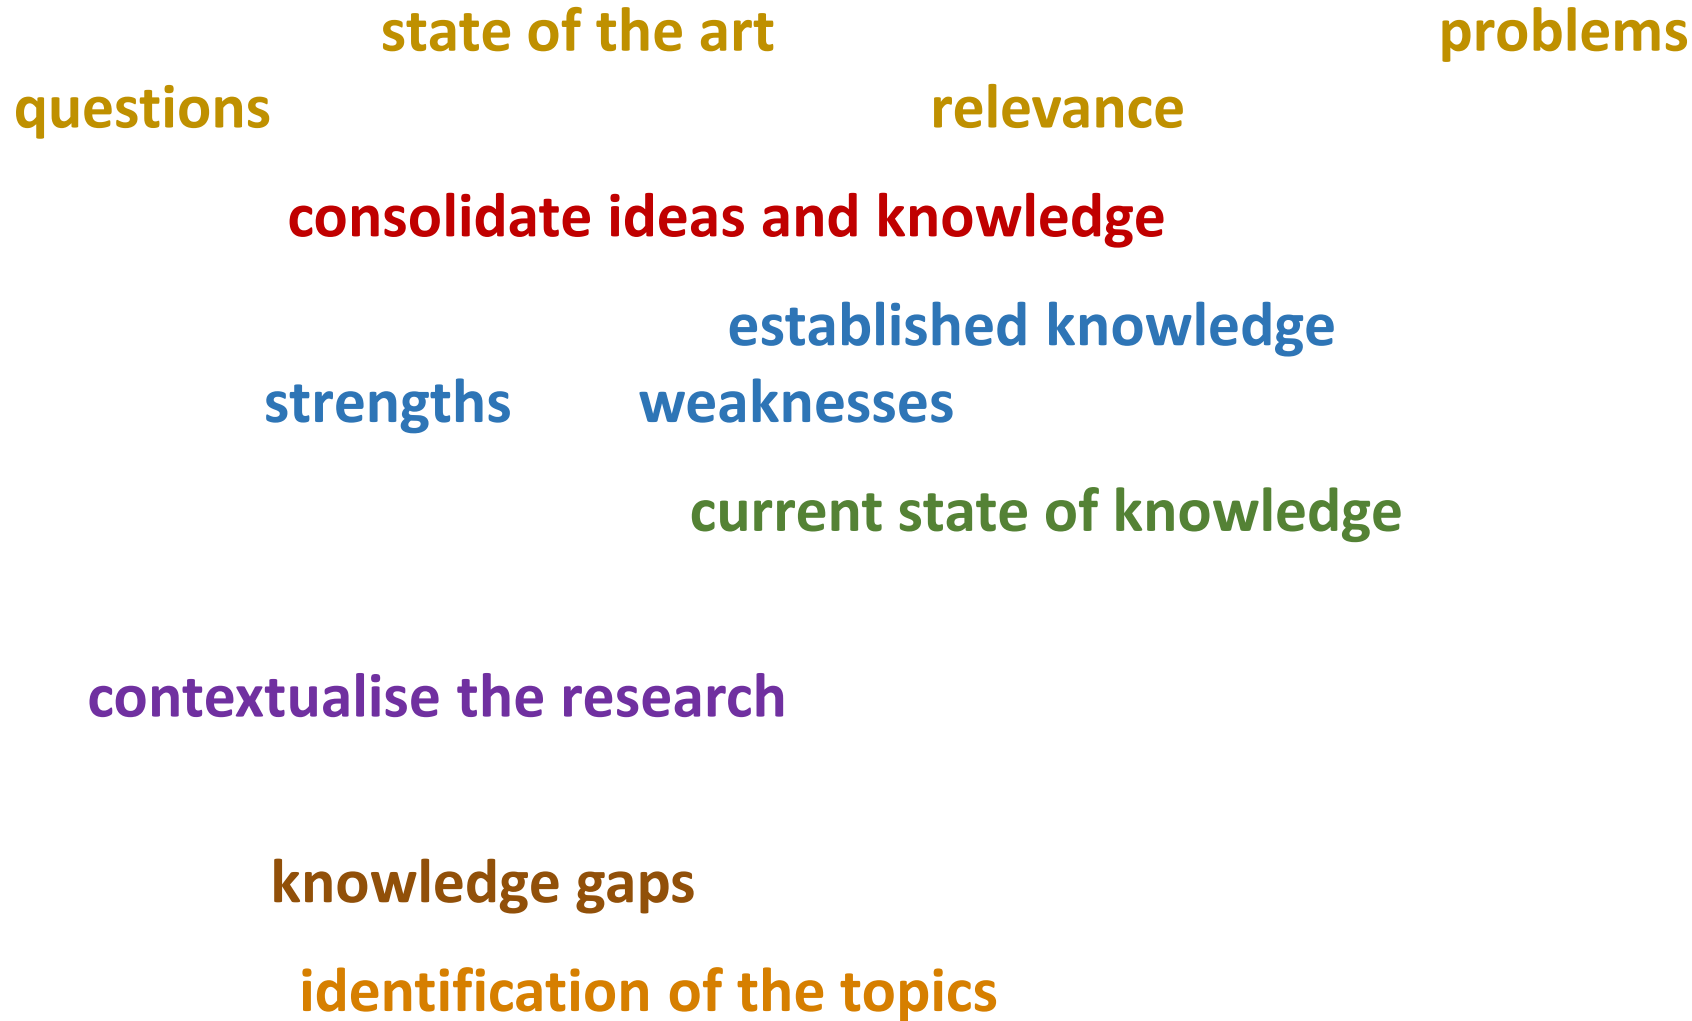 state of the art problems
questions relevance
consolidate ideas and knowledge
established knowledge
strengths weaknesses
current state of knowledge
contextualise the research
knowledge gaps
identification of the topics